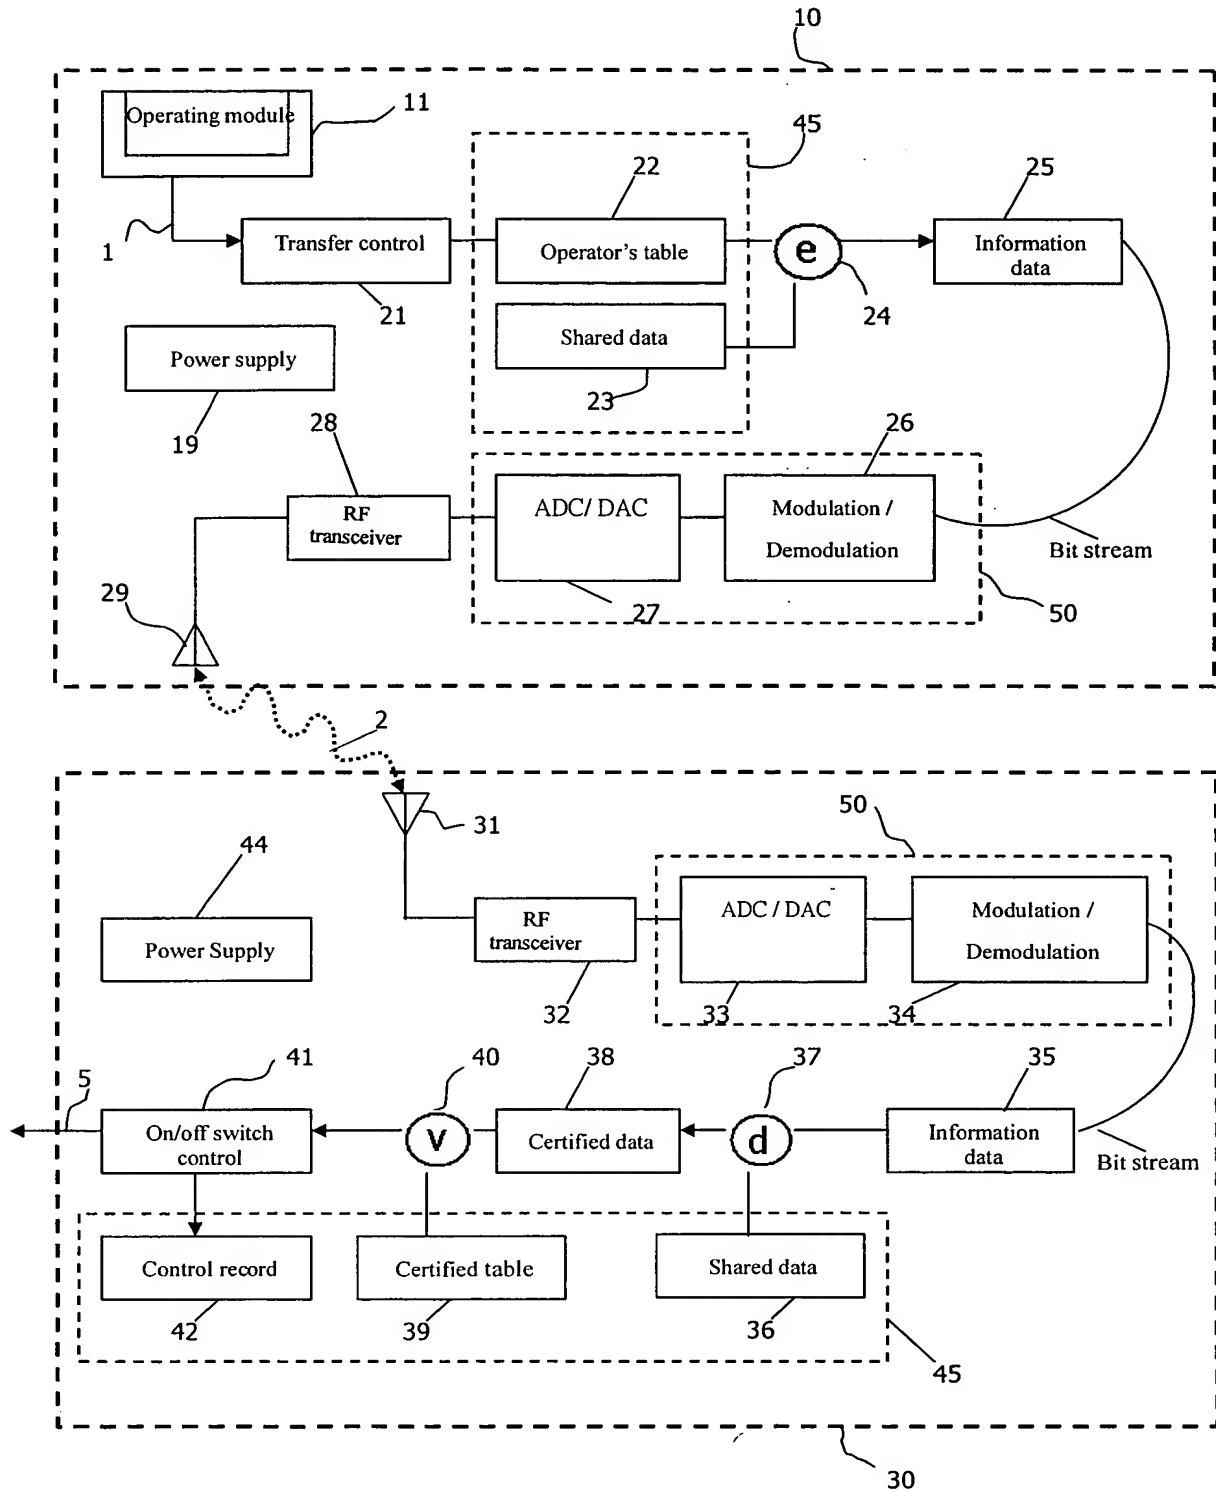 10
Operating module
11
45
22
25
1
Transfer control
Operator's table
e
Information
data
21
24
Shared data
Power supply
23
19
28
26
RF
transceiver
ADC/ DAC
Modulation /
Demodulation
Bit stream
29
27
50
2
31
50
44
Power Supply
RF
transceiver
ADC / DAC
Modulation /
Demodulation
32
33
34
5
41
40
38
37
35
On/off switch
control
v
Certified data
d
Information
data
Bit stream
Control record
Certified table
Shared data
42
39
36
45
30